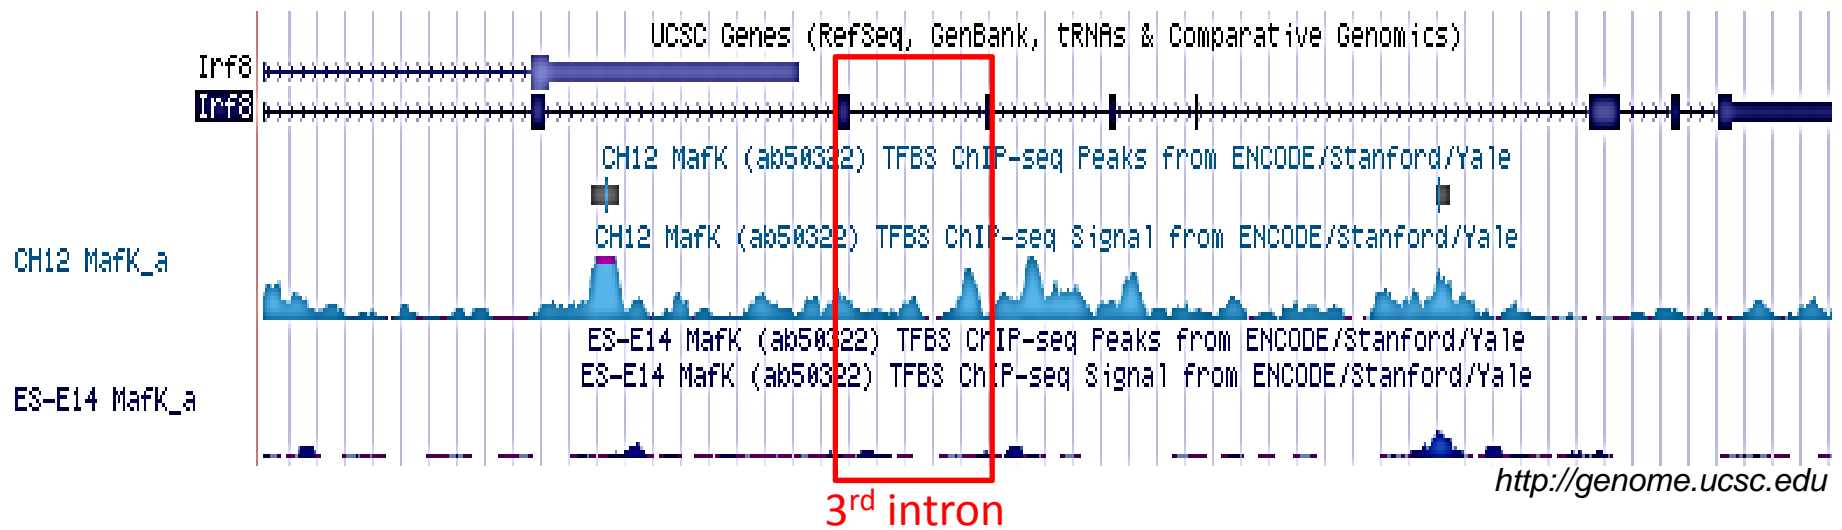 UCSC Genes (RefSeq, GenBank, tRNAs & Comparative Genomics)
Irf8
Irf8
CH12 MafK (ab50322) TFBS ChIP-seq Peaks from ENCODE/Stanford/Yale
CH12 MafK (ab50322) TFBS ChIP-seq Signal from ENCODE/Stanford/Yale
CH12 MafK_a
ES-E14 MafK (ab50322) TFBS ChIP-seq Peaks from ENCODE/Stanford/Yale
ES-E14 MafK (ab50322) TFBS ChIP-seq Signal from ENCODE/Stanford/Yale
ES-E14 MafK_a
http://genome.ucsc.edu
3rd intron